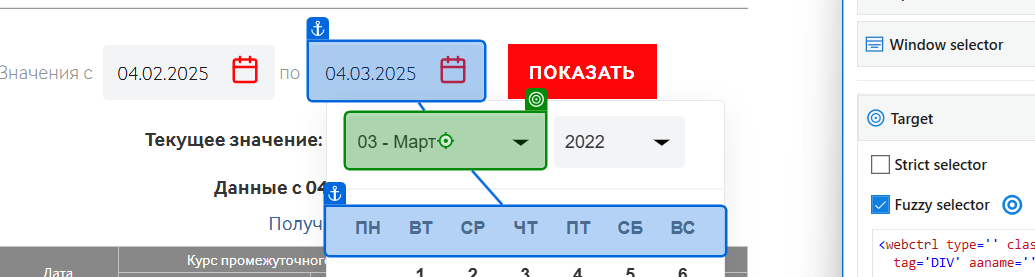 Значения с 04.02.2025 по 04.03.2025 ПОКАЗАТЬ
Текущее значение:
03 - Март 2022
Данные с 04
Получ
ПН ВТ СР ЧТ ПТ СБ ВС
Дата
Курс промежуточного
1 2 3 4 5 6
Window selector
Target
Strict selector
Fuzzy selector
<webctrl type='' clas
tag='DIV' aaname='